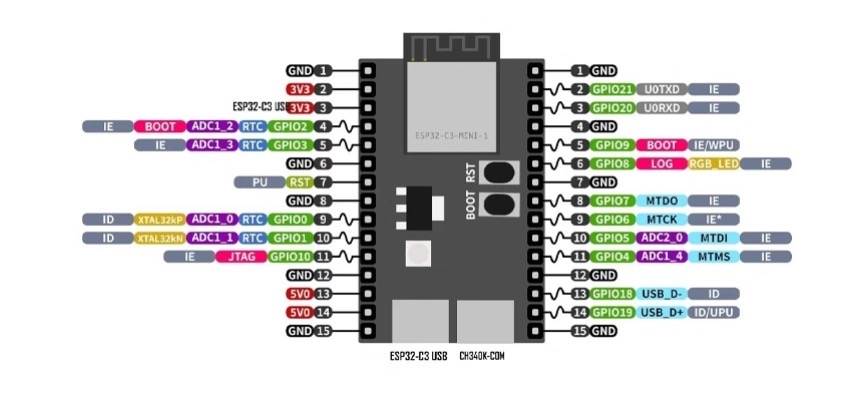 GND 1
3V3 2
ESP32-C3 USB 3V3 3
IE BOOT ADC1_2 RTC GPIO2 4
IE ADC1_3 RTC GPIO3 5
GND 6
PU RST 7
GND 8
ID XTAL32kP ADC1_0 RTC GPIO0 9
ID XTAL32kN ADC1_1 RTC GPIO1 10
IE JTAG GPIO10 11
GND 12
5V0 13
5V0 14
GND 15
ESP32-C3-MINI-1
RST
BOOT
ESP32-C3 USB
CH340K-COM
1 GND
2 GPIO21 U0TXD IE
3 GPIO20 U0RXD IE
4 GND
5 GPIO9 BOOT IE/WPU
6 GPIO8 LOG RGB_LED IE
7 GND
8 GPIO7 MTDO IE
9 GPIO6 MTCK IE*
10 GPIO5 ADC2_0 MTDI IE
11 GPIO4 ADC1_4 MTMS IE
12 GND
13 GPIO18 USB_D- ID
14 GPIO19 USB_D+ ID/UPU
15 GND